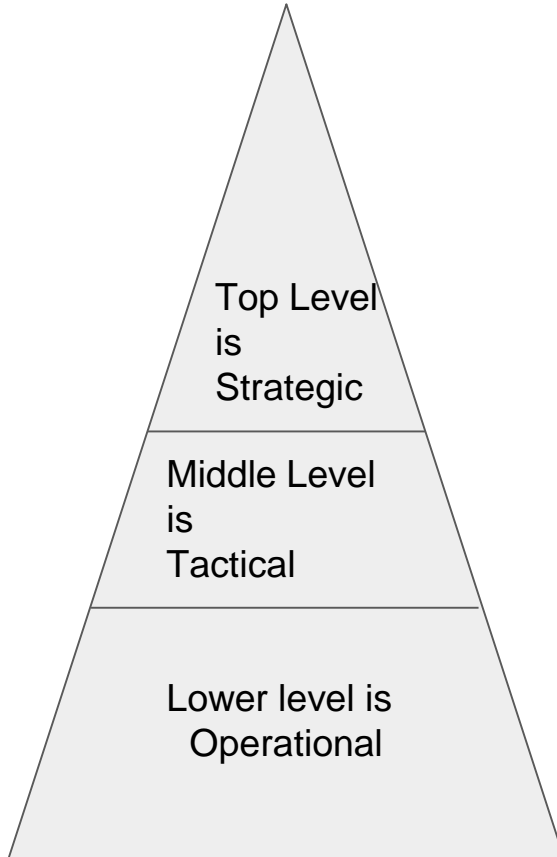 Top Level
is
Strategic
Middle Level
is
Tactical
Lower level is
Operational